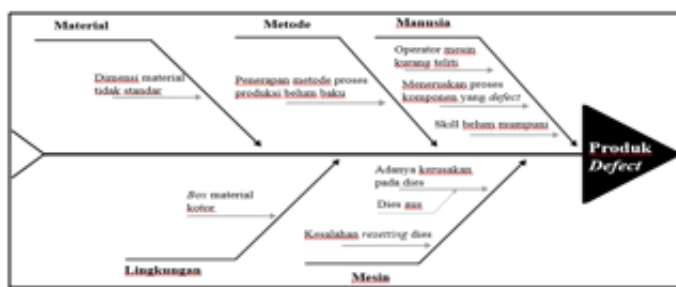 Material
Metode
Manusia
Dimensi material
tidak standar
Penerapan metode proses
produksi belum baku
Operator mesin
kurang teliti
Meneruskan proses
komponen yang defect
Skill belum mumpuni
Produk
Defect
Box material
kotor
Adanya kerusakan
pada dies
Dies aus
Kesalahan resetting dies
Lingkungan
Mesin